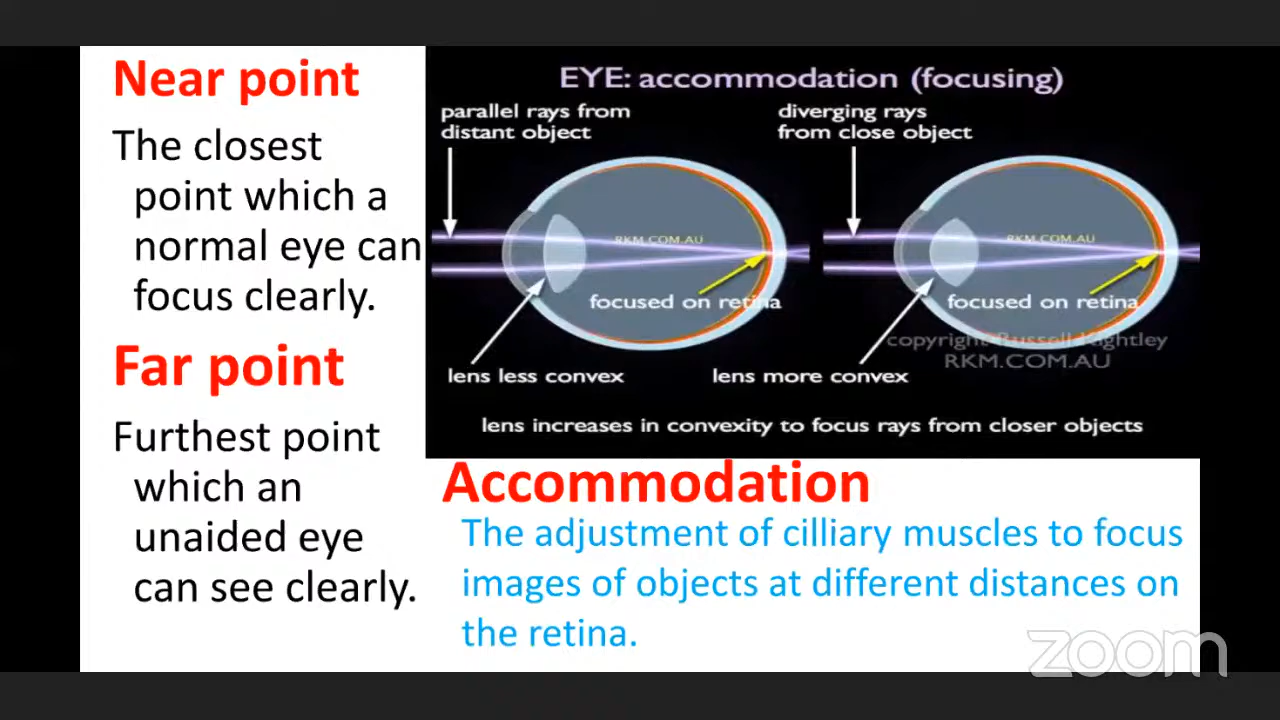 Near point
The closest
point which a
normal eye can
focus clearly.
Far point
Furthest point
which an
unaided eye
can see clearly.
EYE: accommodation (focusing)
parallel rays from
distant object
diverging rays
from close object
RKM.COM.AU
RKM.COM.AU
focused on retina
focused on retina
copyright Russell Kightley
RKM.COM.AU
lens less convex
lens more convex
lens increases in convexity to focus rays from closer objects
Accommodation
The adjustment of cilliary muscles to focus
images of objects at different distances on
the retina.
zoom